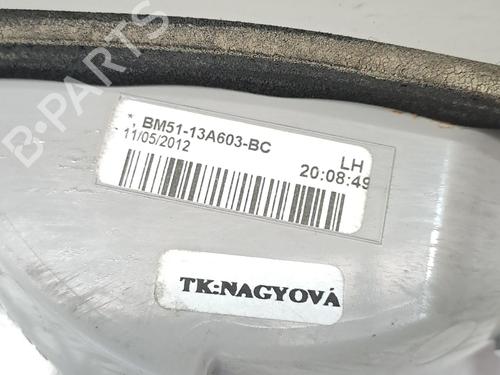 *, BM51-13A603-BC
11/05/2012
LH
20:08:49
TK:NAGYOVÁ
B-PARTS